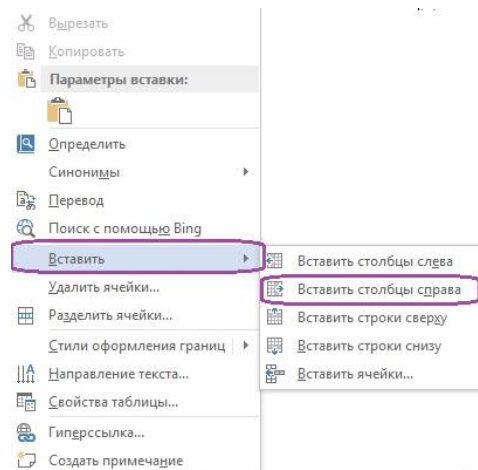 Вырезать
Копировать
Параметры вставки:
Определить
Синонимы
Перевод
Поиск с помощью Bing
Вставить
Удалить ячейки...
Разделить ячейки...
Стили оформления границ
Направление текста...
Свойства таблицы...
Гиперссылка...
Создать примечание
Вставить столбцы слева
Вставить столбцы справа
Вставить строки сверху
Вставить строки снизу
Вставить ячейки...